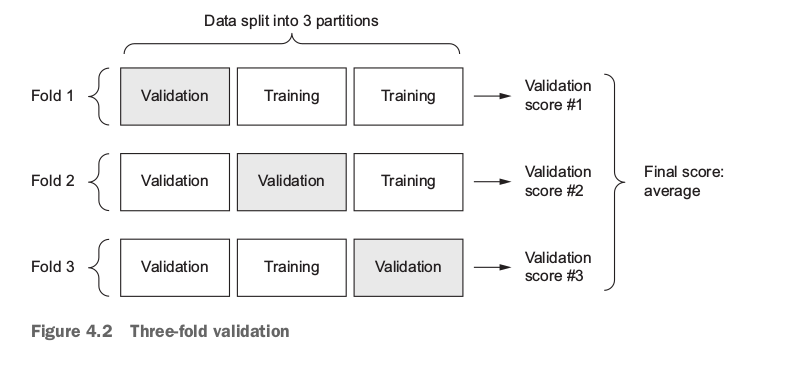 Data split into 3 partitions
Fold 1 Validation Training Training Validation score #1
Fold 2 Validation Validation Training Validation score #2
Fold 3 Validation Training Validation Validation score #3
Final score: average
Figure 4.2 Three-fold validation